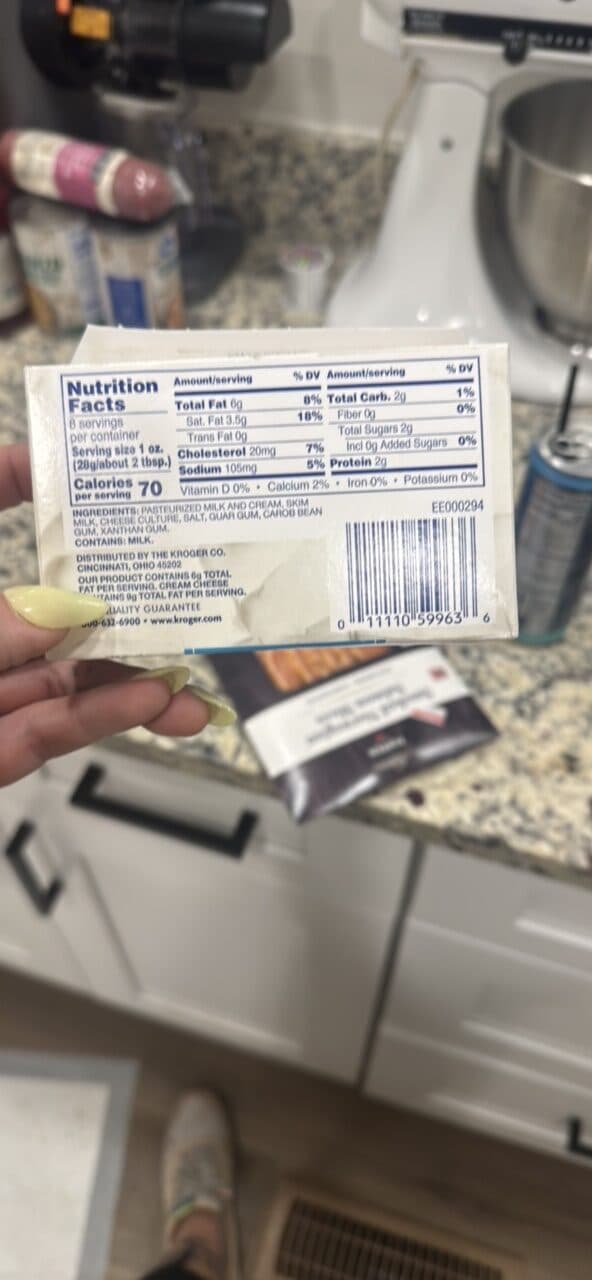 Nutrition
Facts
8 servings
per container
Serving size 1 oz.
(28g/about 2 tbsp.)
Calories 70
per serving
Amount/serving % DV
Total Fat 6g 8%
Sat. Fat 3.5g 18%
Trans Fat 0g
Cholesterol 20mg 7%
Sodium 105mg 5%
Amount/serving % DV
Total Carb. 2g 1%
Fiber 0g 0%
Total Sugars 2g
Incl 0g Added Sugars 0%
Protein 2g
Vitamin D 0% • Calcium 2% • Iron 0% • Potassium 0%
INGREDIENTS: PASTEURIZED MILK AND CREAM, SKIM
MILK, CHEESE CULTURE, SALT, GUAR GUM, CAROB BEAN
GUM, XANTHAN GUM.
CONTAINS: MILK.
DISTRIBUTED BY THE KROGER CO.
CINCINNATI, OHIO 45202
OUR PRODUCT CONTAINS 6g TOTAL
FAT PER SERVING. CREAM CHEESE
TAINS 9g TOTAL FAT PER SERVING.
UALITY GUARANTEE
00-632-6900 • www.kroger.com
EE000294
0 11110 59963 6